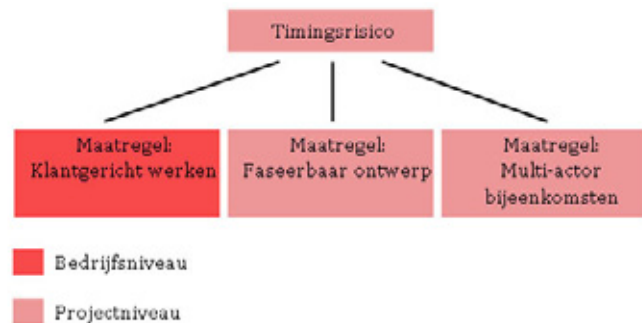 Timingsrisico
Maatregel:
Klantgericht werken
Maatregel:
Faseerbaar ontwerp
Maatregel:
Multi-actor
bijeenkomsten
Bedrijfsniveau
Projectniveau